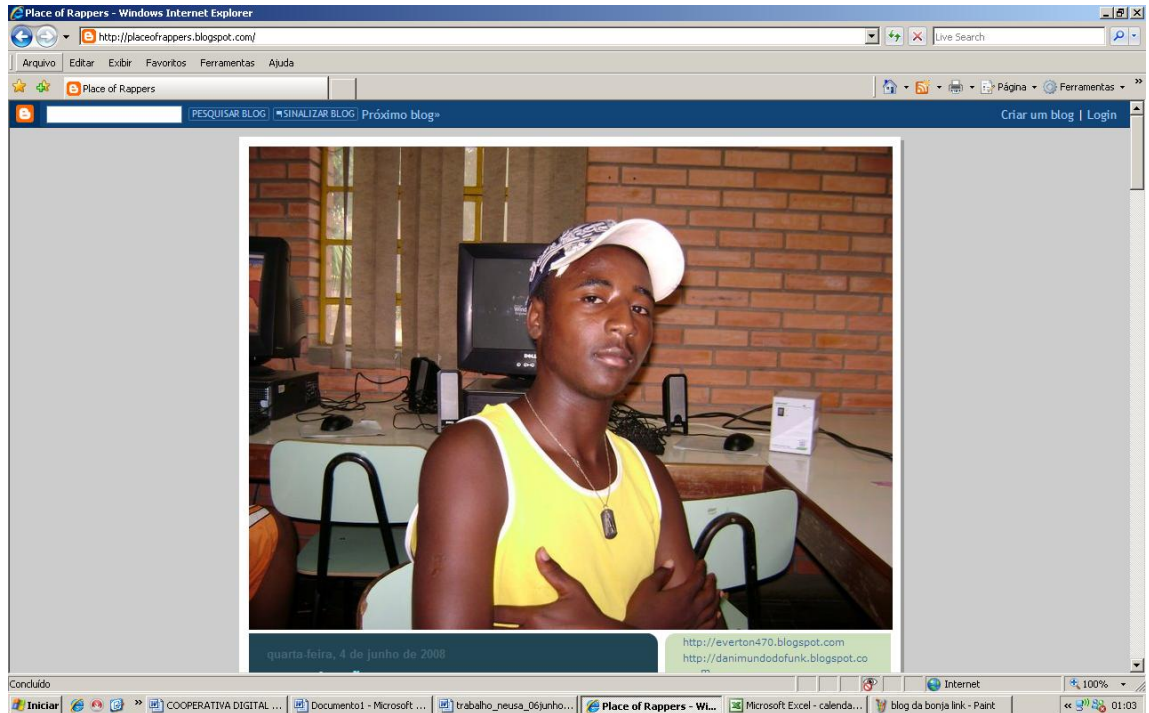 Place of Rappers - Windows Internet Explorer
http://placeofrappers.blogspot.com/
Live Search
Arquivo Editar Exibir Favoritos Ferramentas Ajuda
Place of Rappers
Página
Ferramentas
»
PESQUISAR BLOG SINALIZAR BLOG Próximo blog»
Criar um blog | Login
DELL
quarta-feira, 4 de junho de 2008
http://everton470.blogspot.com
http://danimundodofunk.blogspot.co
m
Concluído
Internet
100%
Iniciar
»
COOPERATIVA DIGITAL ...
Documento1 - Microsoft ...
trabalho_neusa_06junho...
Place of Rappers - Wi...
Microsoft Excel - calenda...
blog da bonja link - Paint
«
01:03